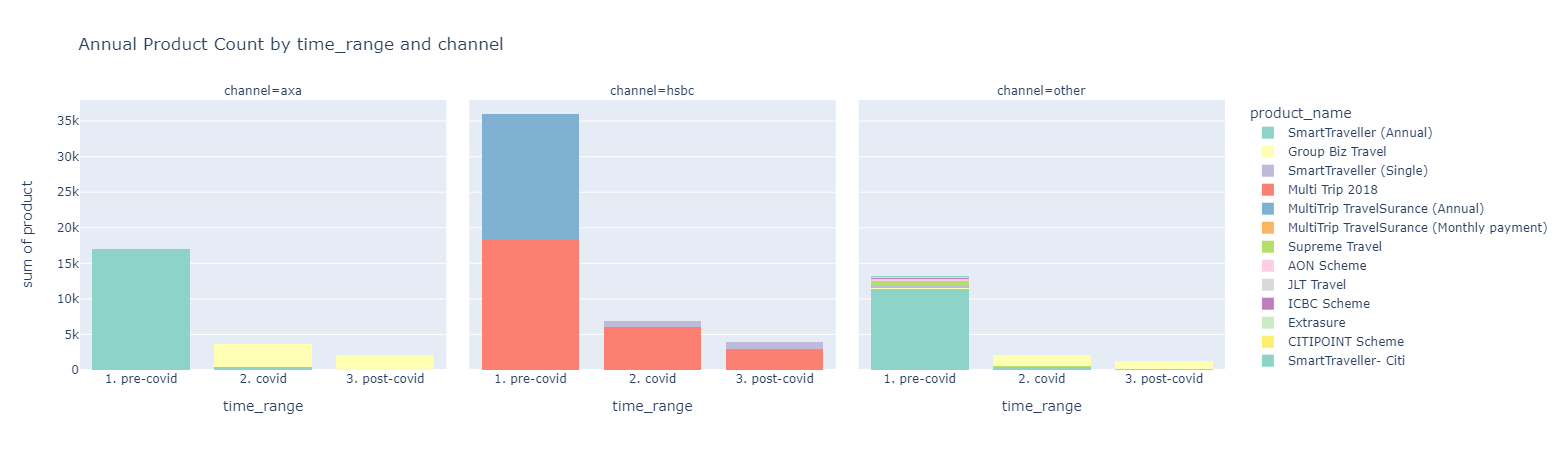 Annual Product Count by time_range and channel
channel=axa
channel=hsbc
channel=other
sum of product
35k
30k
25k
20k
15k
10k
5k
0
1. pre-covid
2. covid
3. post-covid
1. pre-covid
2. covid
3. post-covid
1. pre-covid
2. covid
3. post-covid
time_range
time_range
time_range
product_name
SmartTraveller (Annual)
Group Biz Travel
SmartTraveller (Single)
Multi Trip 2018
MultiTrip TravelSurance (Annual)
MultiTrip TravelSurance (Monthly payment)
Supreme Travel
AON Scheme
JLT Travel
ICBC Scheme
Extrasure
CITIPOINT Scheme
SmartTraveller- Citi